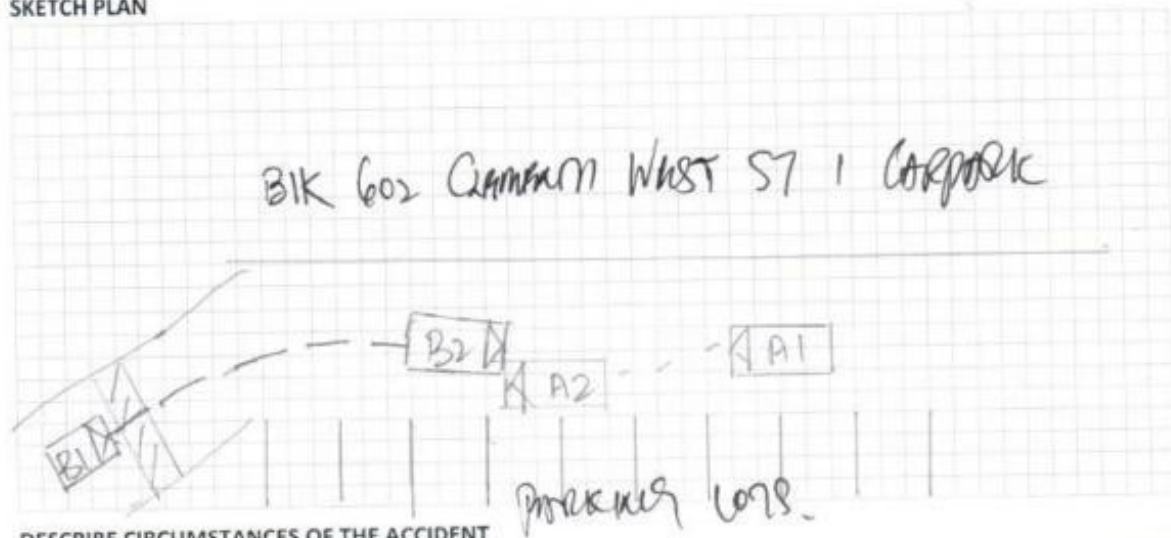 SKETCH PLAN
BLK 602 CLEMENTI WEST ST 1 CARPARK
B2 A1
A2
B1
PARKING LOTS.
DESCRIBE CIRCUMSTANCES OF THE ACCIDENT